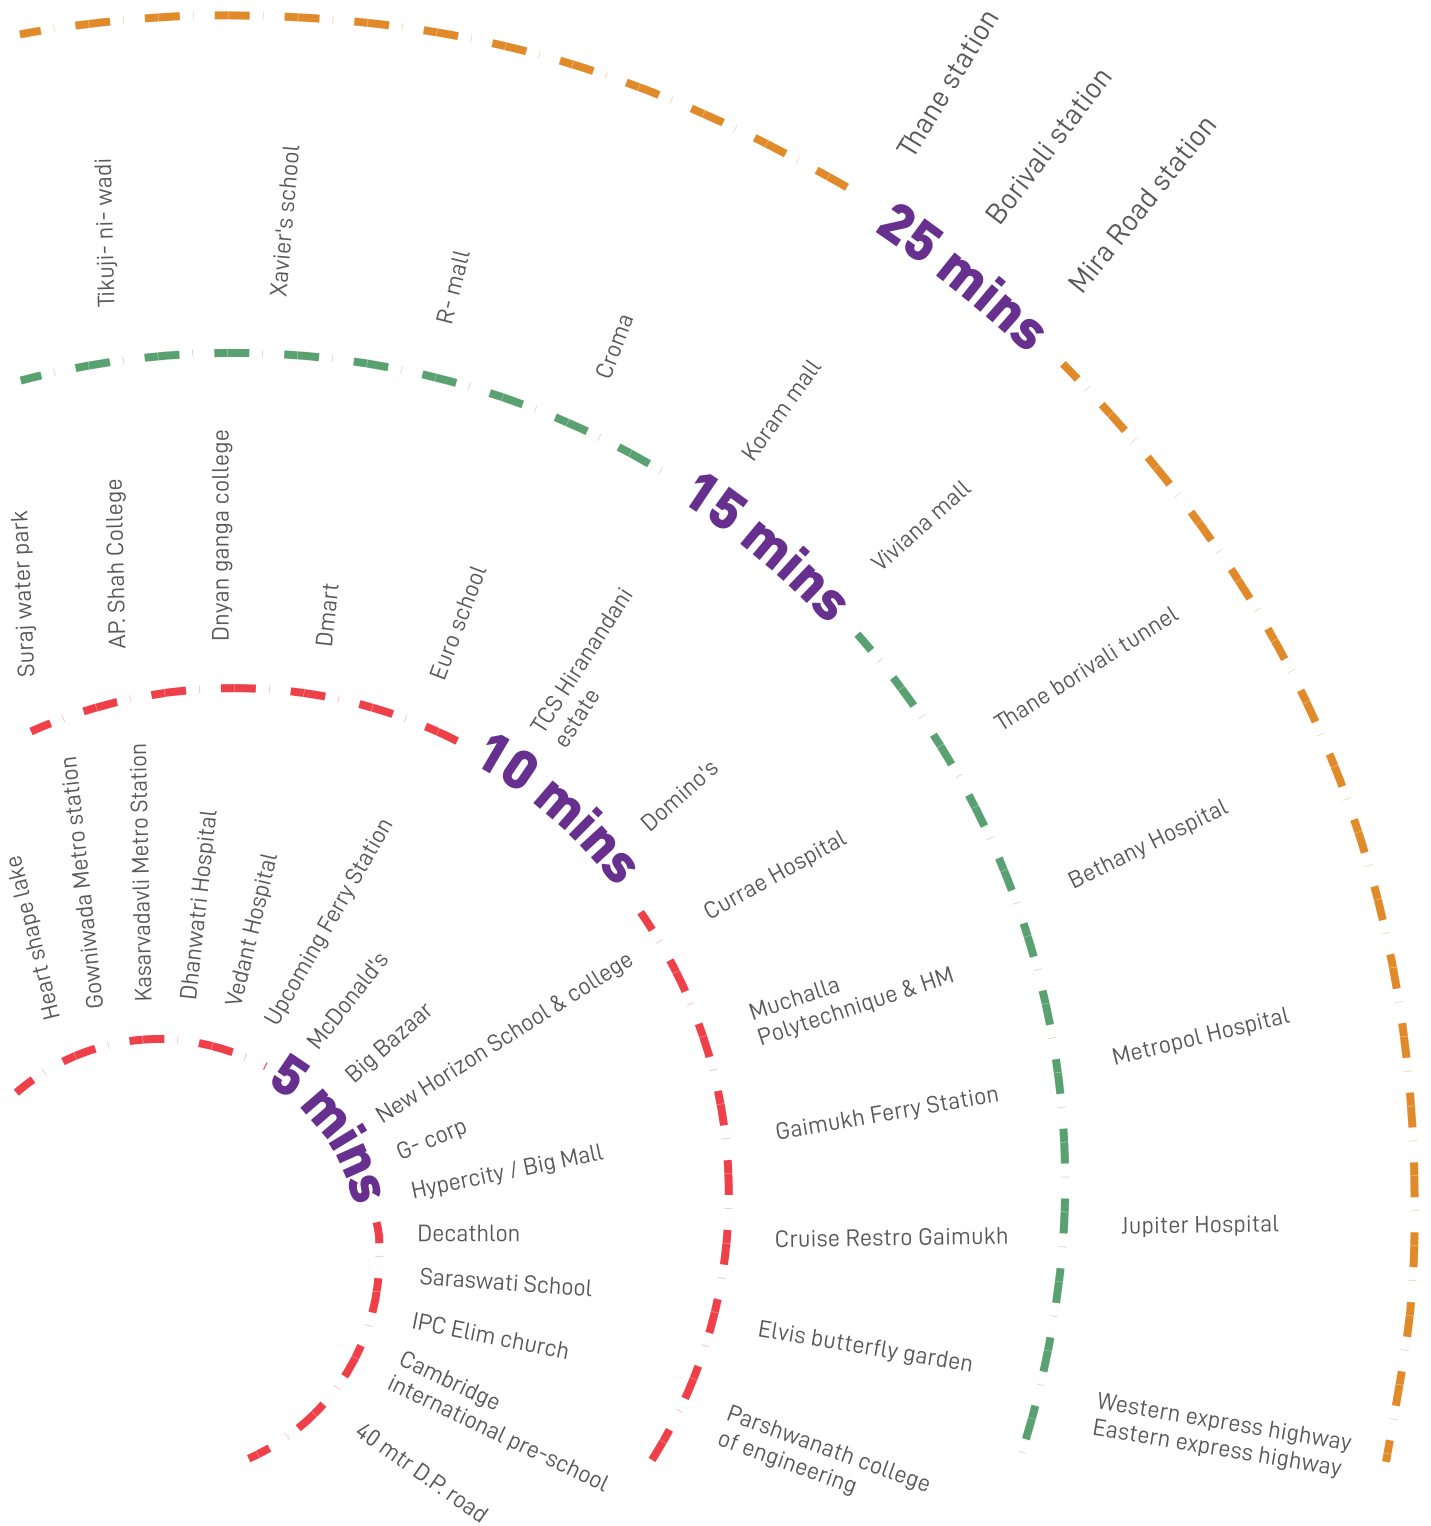 Heart shape lake
Gowniwada Metro station
Kasarvadavli Metro Station
Dhanwatri Hospital
Vedant Hospital
Upcoming Ferry Station
McDonald's
Big Bazaar
New Horizon School & college
G- corp
Hypercity / Big Mall
Decathlon
Saraswati School
IPC Elim church
Cambridge
international pre-school
40 mtr D.P. road
5 mins
Suraj water park
AP. Shah College
Dnyan ganga college
Dmart
Euro school
TCS Hiranandani
estate
Domino's
Currae Hospital
Muchalla
Polytechnique & HM
Gaimukh Ferry Station
Cruise Restro Gaimukh
Elvis butterfly garden
Parshwanath college
of engineering
10 mins
Tikuji- ni- wadi
Xavier's school
R- mall
Croma
Koram mall
Viviana mall
Thane borivali tunnel
Bethany Hospital
Metropol Hospital
Jupiter Hospital
Western express highway
Eastern express highway
15 mins
Thane station
Borivali station
Mira Road station
25 mins